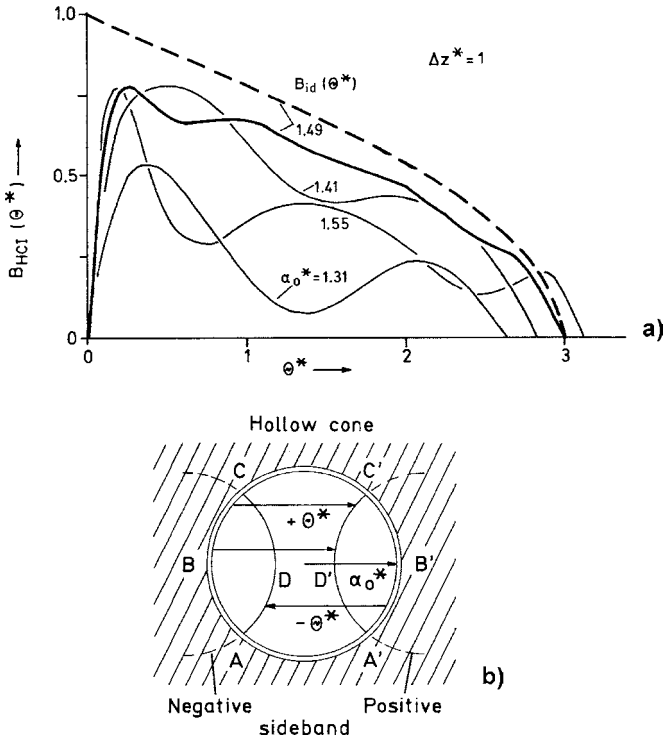 a)
1.0
B_id (Θ*)
Δz* = 1
1.49
0.5
1.41
1.55
α₀* = 1.31
B_HCI (Θ*)
0
0
1
2
3
Θ*
Hollow cone
C
C'
+ Θ*
B
D
D'
α₀*
B'
- Θ*
A
A'
b)
Negative
Positive
sideband